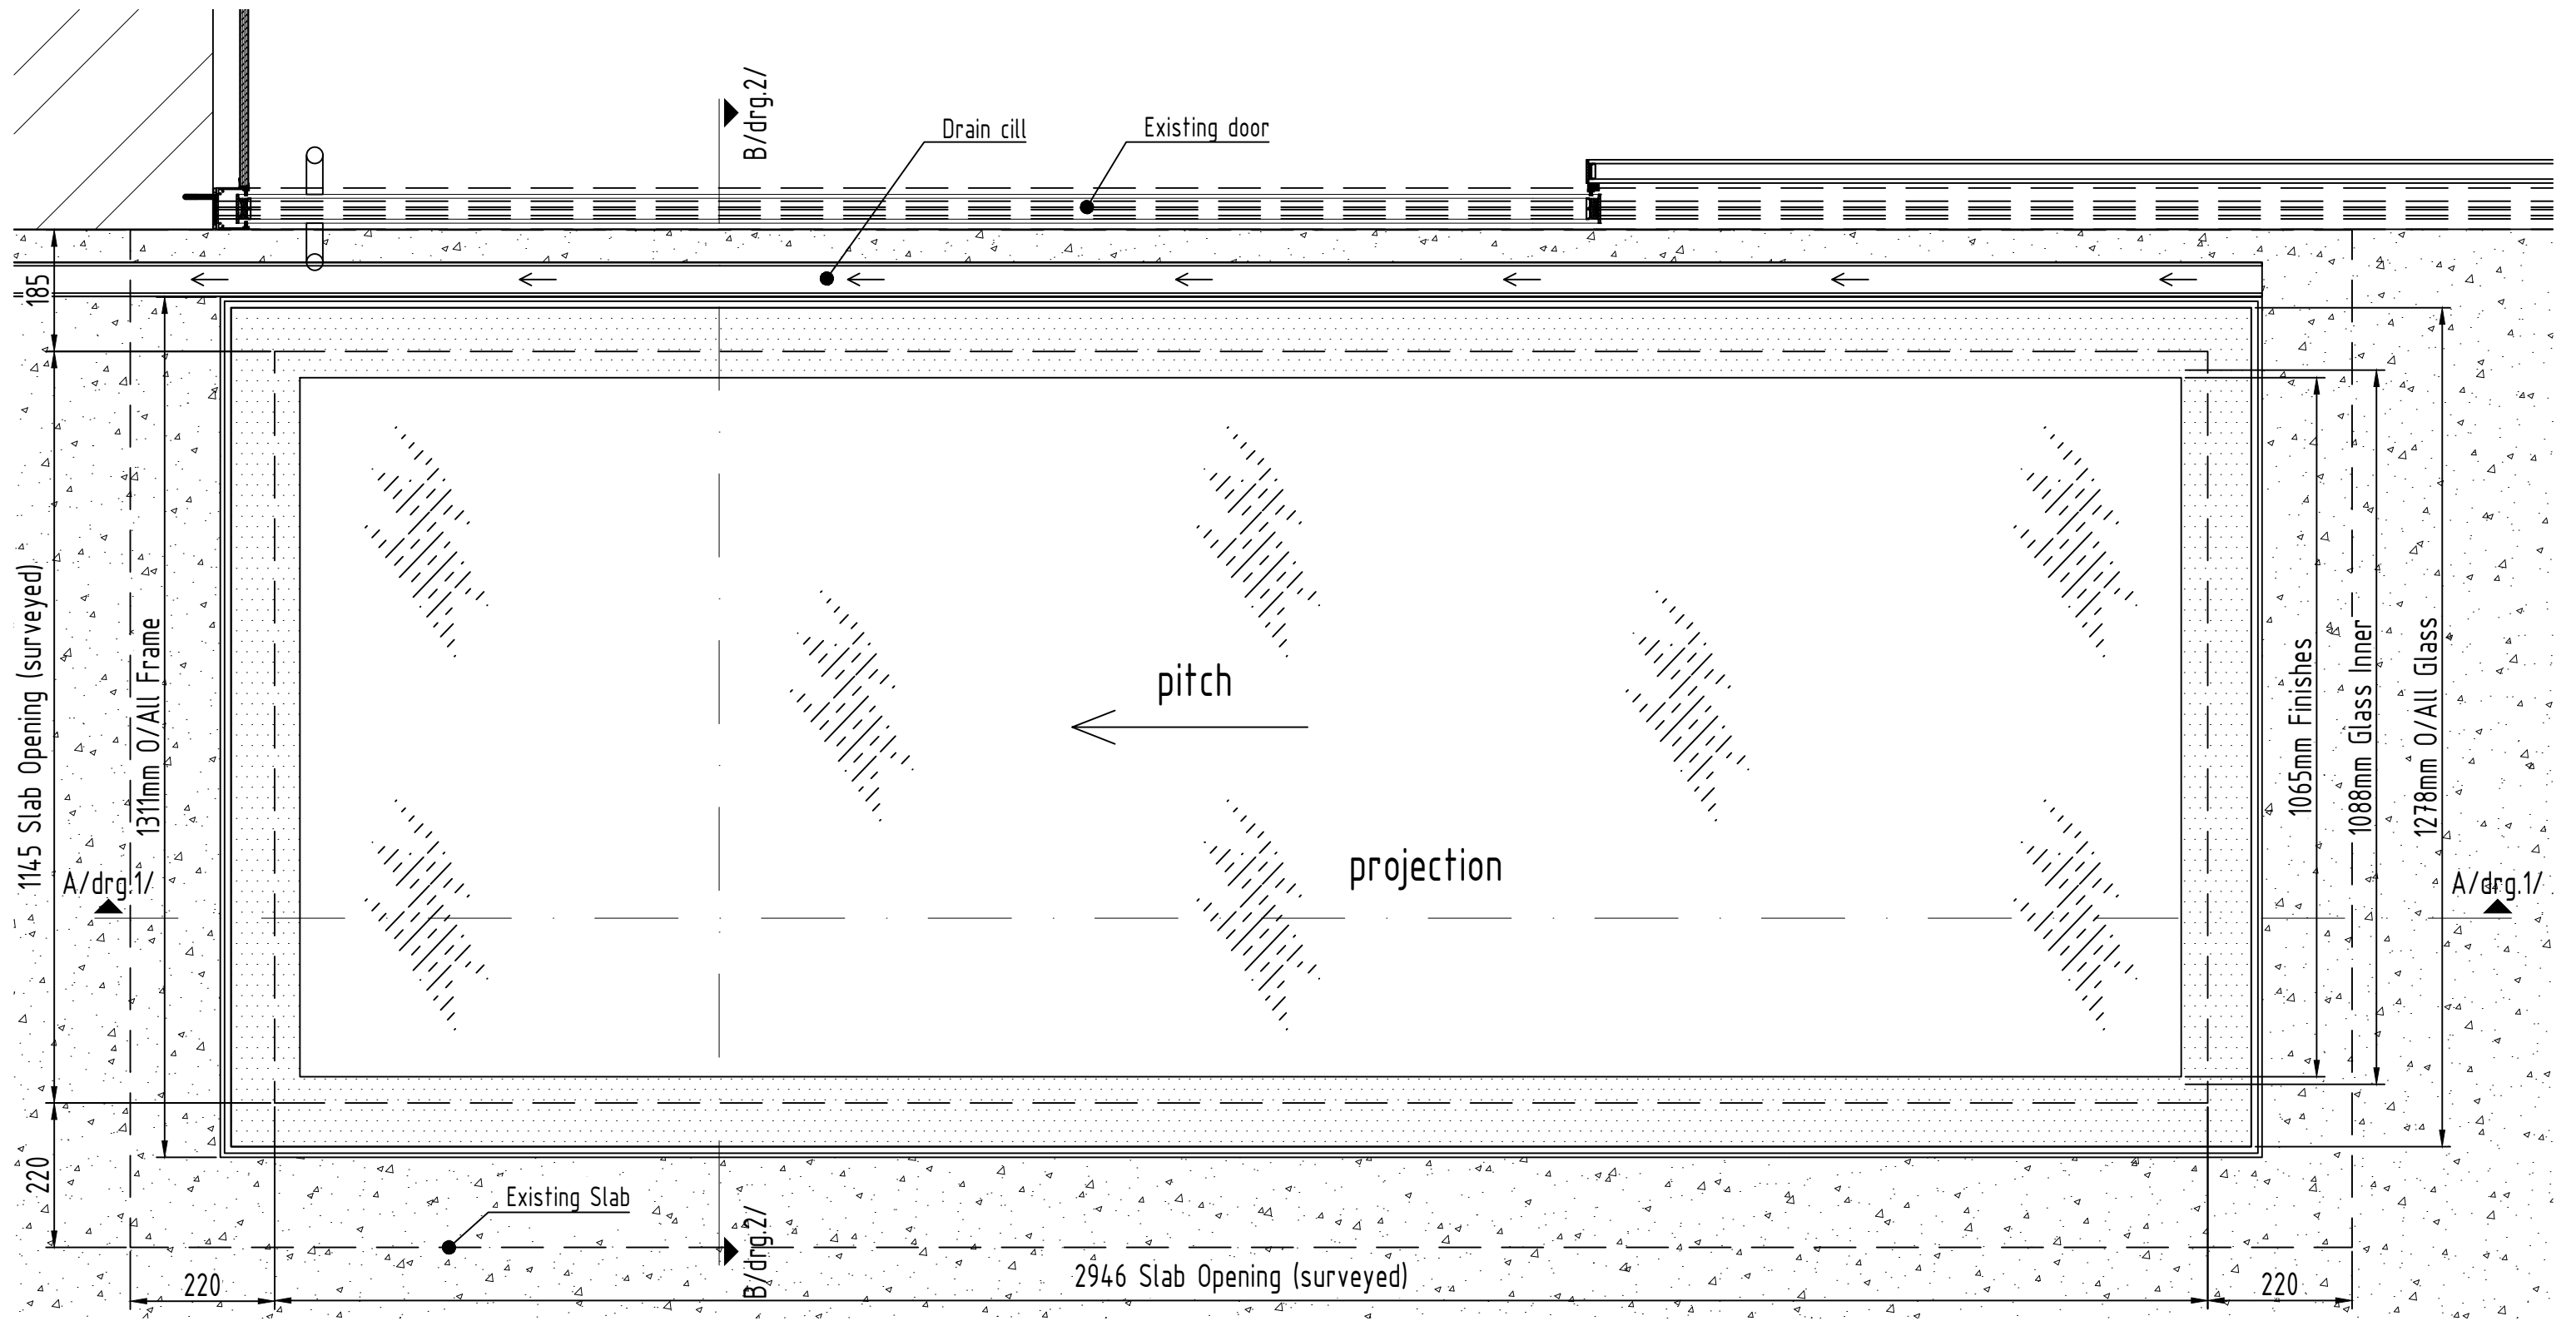 B/drg.2/
Drain cill
Existing door
185
1145 Slab Opening (surveyed)
1311mm O/All Frame
pitch
projection
1065mm Finishes
1088mm Glass Inner
1278mm O/All Glass
A/drg.1/
A/drg.1/
220
Existing Slab
B/drg.2/
220
2946 Slab Opening (surveyed)
220